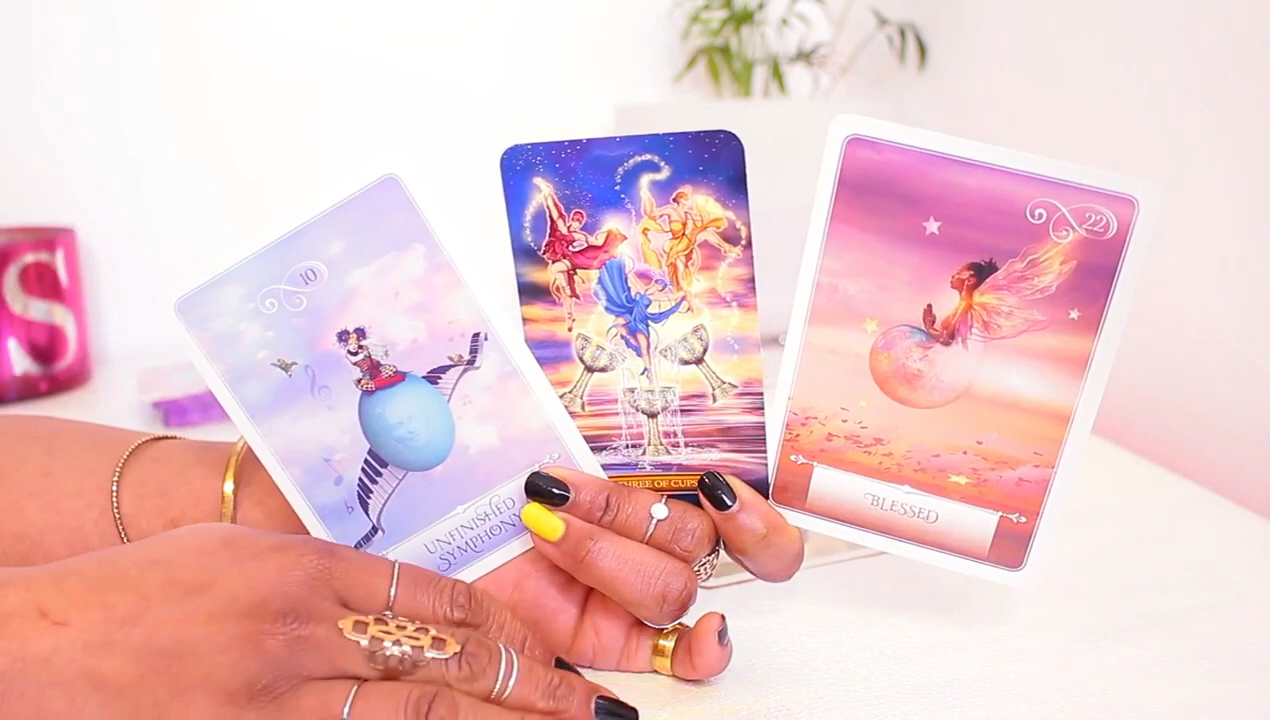 S
10
UNFINISHED
SYMPHONY
THREE OF CUPS
22
BLESSED